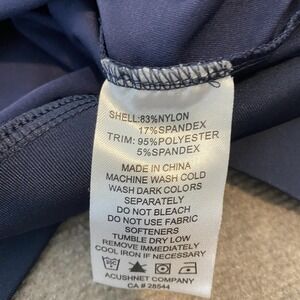 SHELL:83%NYLON
17%SPANDEX
TRIM: 95%POLYESTER
5%SPANDEX
MADE IN CHINA
MACHINE WASH COLD
WASH DARK COLORS
SEPARATELY
DO NOT BLEACH
DO NOT USE FABRIC
SOFTENERS
TUMBLE DRY LOW
REMOVE IMMEDIATELY
COOL IRON IF NECESSARY
ACUSHNET COMPANY
CA # 28544